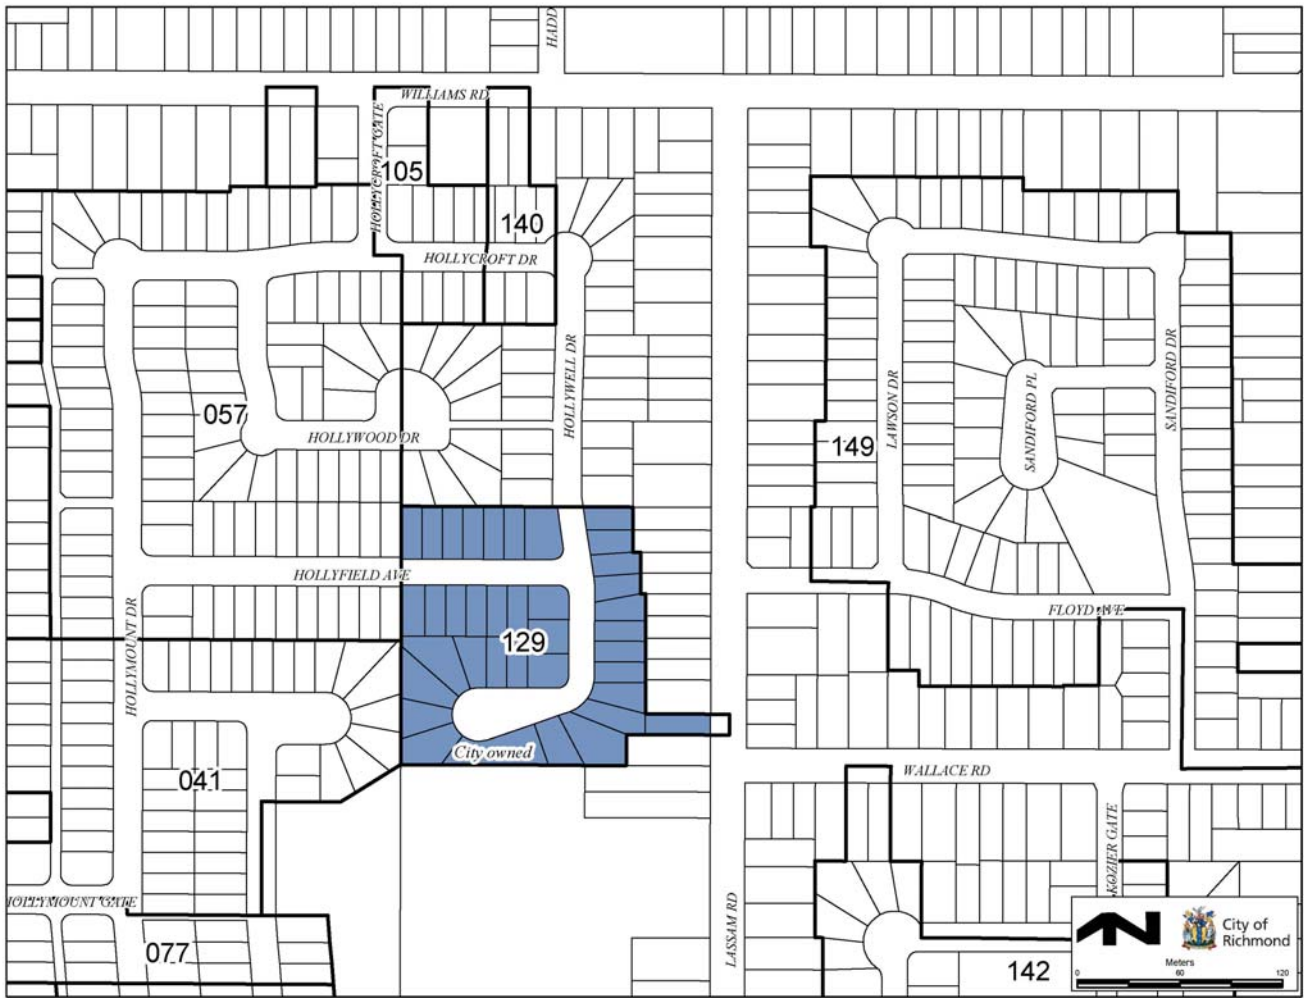 HADD
WILLIAMS RD
HOLLYCROFT GATE
105
140
HOLLYCROFT DR
HOLLYWELL DR
057
HOLLYWOOD DR
LAWSON DR
SANDIFORD PL
SANDIFORD DR
149
HOLLYFIELD AVE
HOLLYMOUNT DR
129
FLOYD AVE
City owned
041
WALLACE RD
KOZIER GATE
OLLYMOUNT GATE
LASSAM RD
077
142
City of
Richmond
Meters
0 60 120